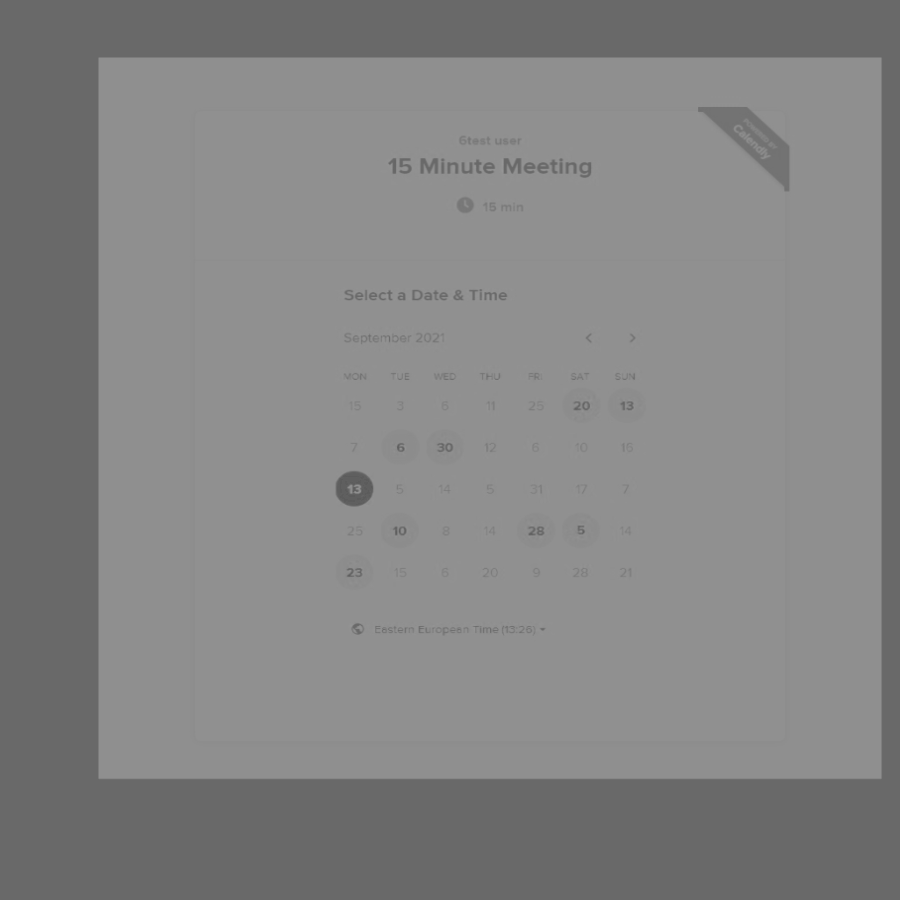 POWERED BY
Calendly
6test user
15 Minute Meeting
15 min
Select a Date & Time
September 2021
MON TUE WED THU FRI SAT SUN
15 3 6 11 25 20 13
7 6 30 12 6 10 15
13 5 14 5 31 17 7
25 10 8 14 28 5 14
23 15 6 20 9 28 21
Eastern European Time (13:26)